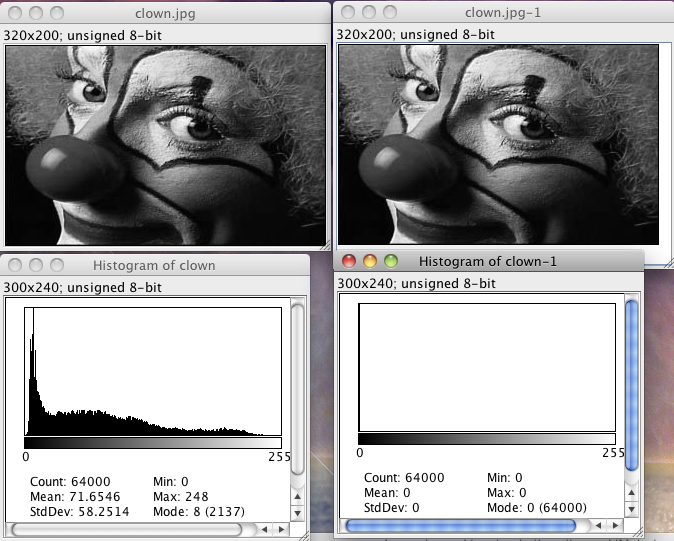 clown.jpg
320x200; unsigned 8-bit
clown.jpg-1
320x200; unsigned 8-bit
Histogram of clown
300x240; unsigned 8-bit
0 255
Count: 64000 Min: 0
Mean: 71.6546 Max: 248
StdDev: 58.2514 Mode: 8 (2137)
Histogram of clown-1
300x240; unsigned 8-bit
0 255
Count: 64000 Min: 0
Mean: 0 Max: 0
StdDev: 0 Mode: 0 (64000)